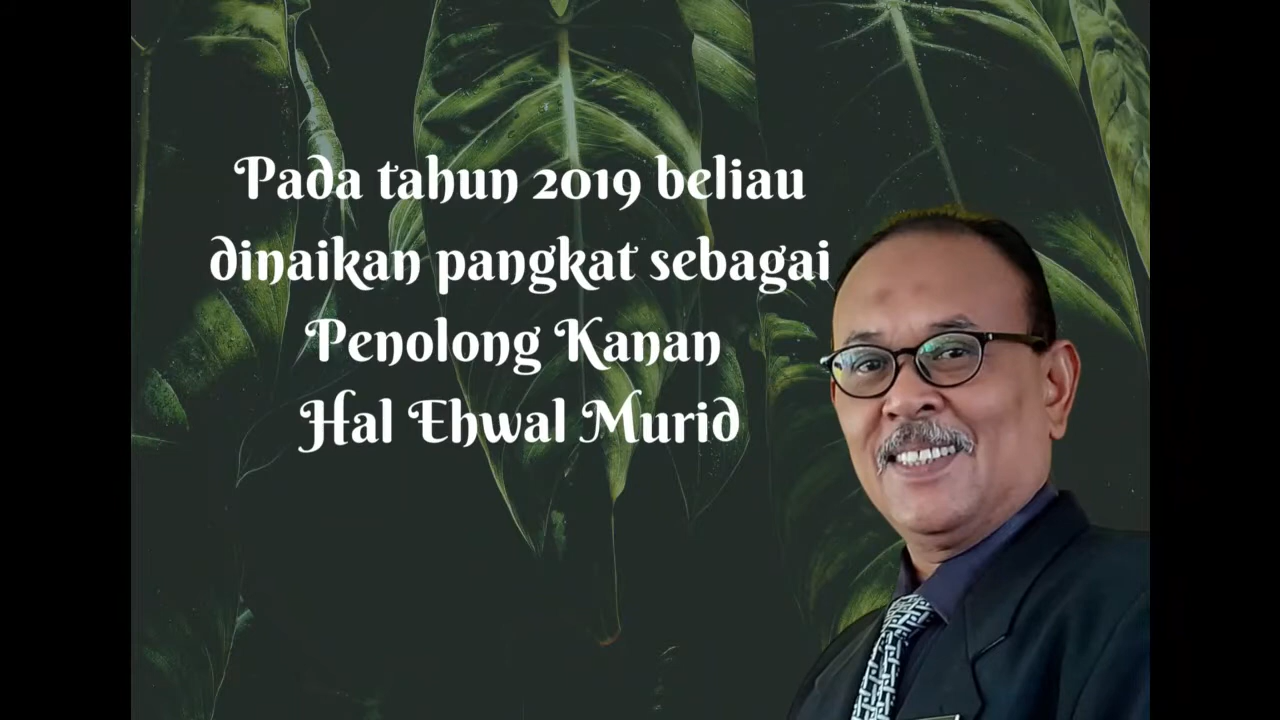 Pada tahun 2019 beliau
dinaikan pangkat sebagai
Penolong Kanan
Hal Ehwal Murid